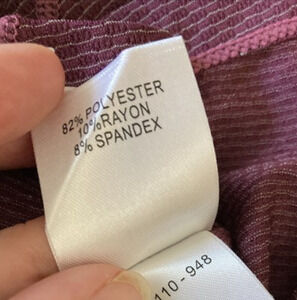 82% POLYESTER
10%RAYON
8% SPANDEX
110-948